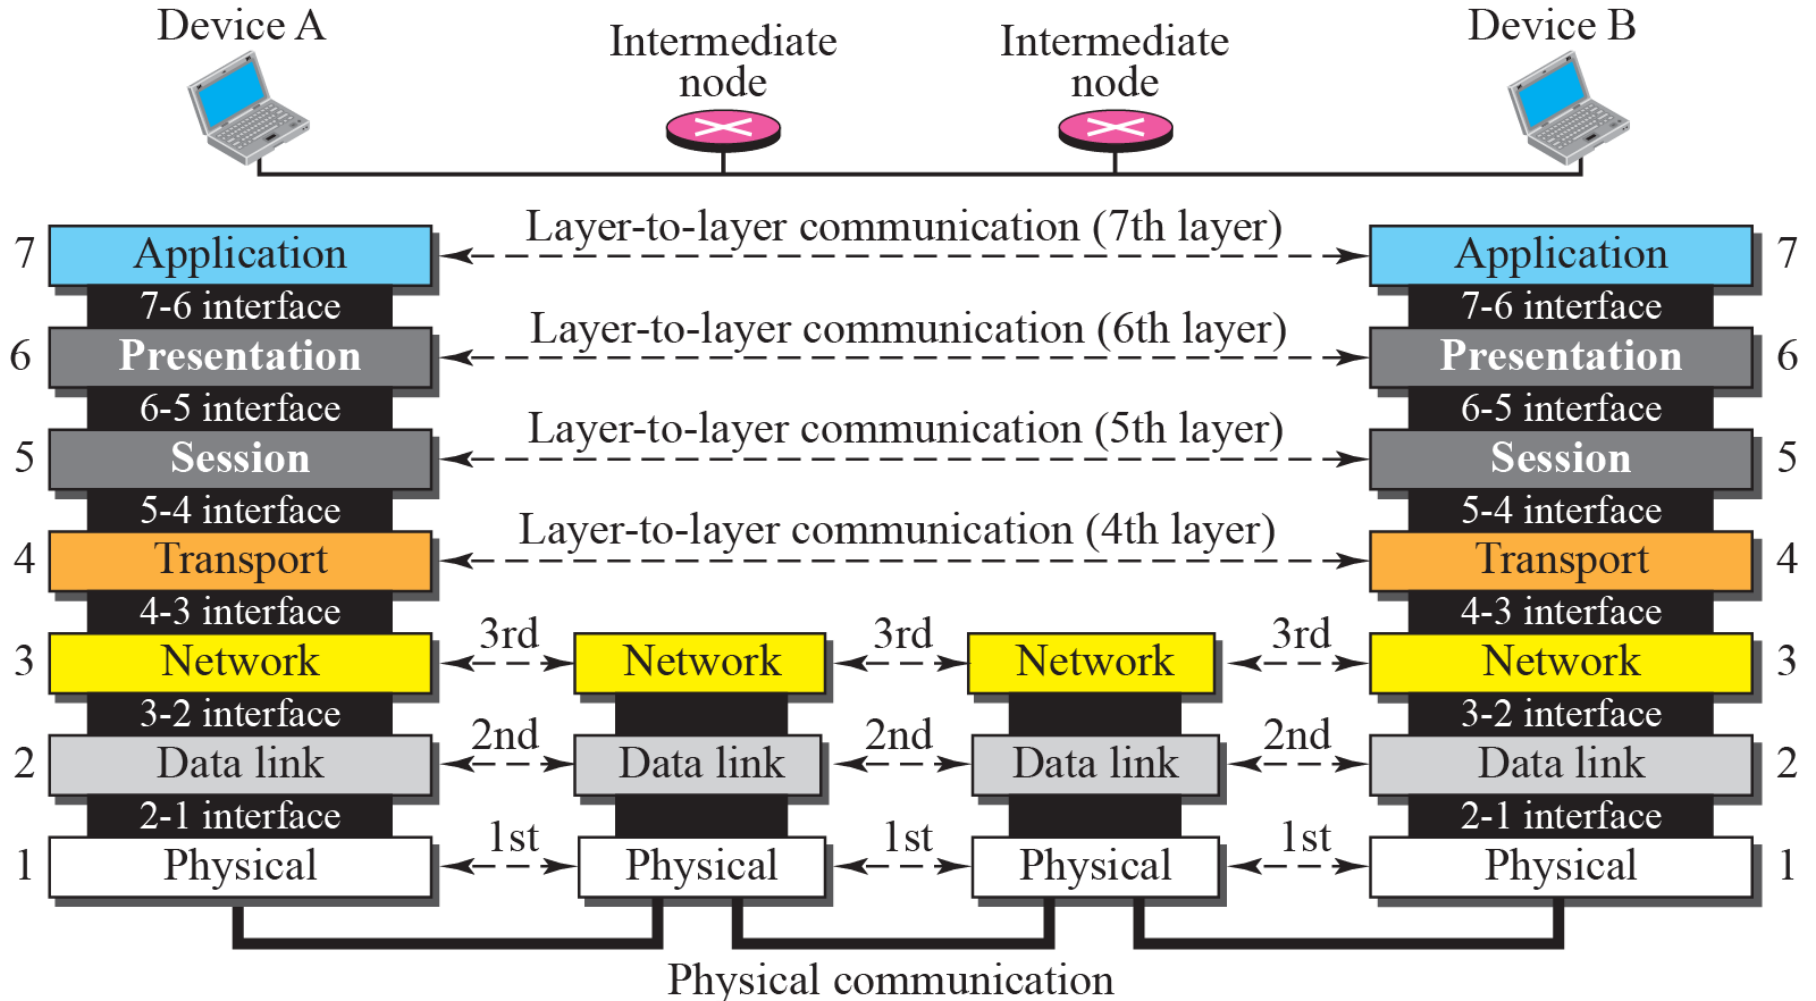 Device A
Intermediate
node
Intermediate
node
Device B
Layer-to-layer communication (7th layer)
7 Application
Application 7
7-6 interface
7-6 interface
Layer-to-layer communication (6th layer)
6 Presentation
Presentation 6
6-5 interface
6-5 interface
Layer-to-layer communication (5th layer)
5 Session
Session 5
5-4 interface
5-4 interface
Layer-to-layer communication (4th layer)
4 Transport
Transport 4
4-3 interface
4-3 interface
3 Network 3rd Network 3rd Network 3rd Network 3
3-2 interface
3-2 interface
2 Data link 2nd Data link 2nd Data link 2nd Data link 2
2-1 interface
2-1 interface
1 Physical 1st Physical 1st Physical 1st Physical 1
Physical communication